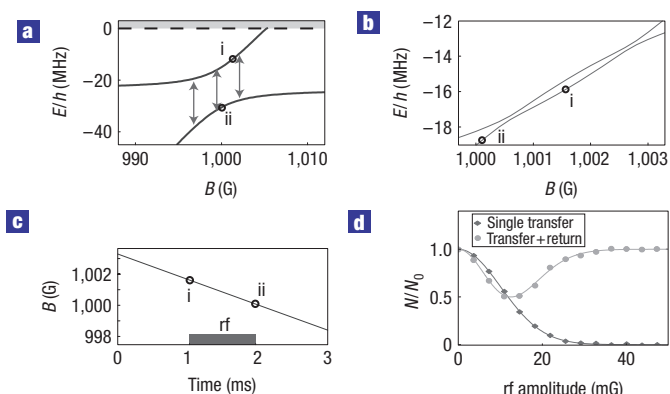 a
E/h (MHz)
0
−20
−40
i
ii
990
1,000
1,010
B (G)
b
E/h (MHz)
−12
−14
−16
−18
i
ii
1,000
1,001
1,002
1,003
B (G)
c
B (G)
1,002
1,000
998
i
ii
rf
0
1
2
3
Time (ms)
d
Single transfer
Transfer+return
N/N0
1.0
0.5
0
0
20
40
rf amplitude (mG)